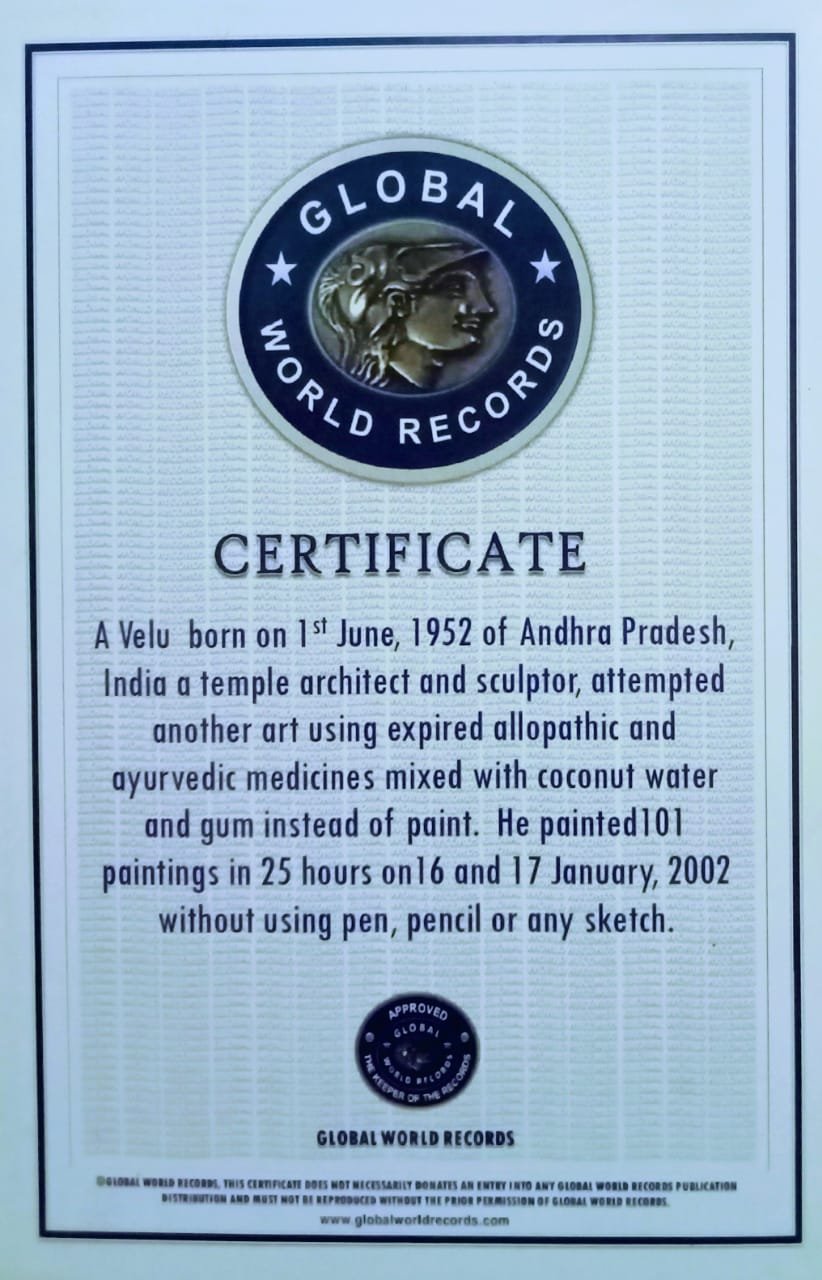 GLOBAL
WORLD RECORDS
CERTIFICATE
A Velu born on 1st June, 1952 of Andhra Pradesh,
India a temple architect and sculptor, attempted
another art using expired allopathic and
ayurvedic medicines mixed with coconut water
and gum instead of paint. He painted101
paintings in 25 hours on16 and 17 January, 2002
without using pen, pencil or any sketch.
APPROVED
GLOBAL
WORLD RECORDS
THE KEEPER OF THE RECORDS
GLOBAL WORLD RECORDS
©GLOBAL WORLD RECORDS, THIS CERTIFICATE DOES NOT NECESSARILY DONATES AN ENTRY INTO ANY GLOBAL WORLD RECORDS PUBLICATION
DISTRIBUTION AND MUST NOT BE REPRODUCED WITHOUT THE PRIOR PERMISSION OF GLOBAL WORLD RECORDS.
www.globalworldrecords.com